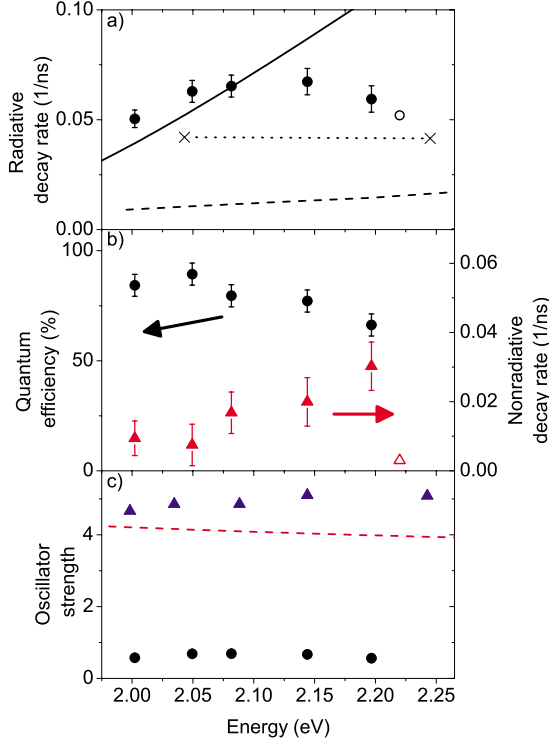 a)
0.10
0.05
0.00
Radiative
decay rate (1/ns)
b)
100
50
0
Quantum
efficiency (%)
0.06
0.04
0.02
0.00
Nonradiative
decay rate (1/ns)
c)
4
2
0
Oscillator
strength
2.00 2.05 2.10 2.15 2.20 2.25
Energy (eV)